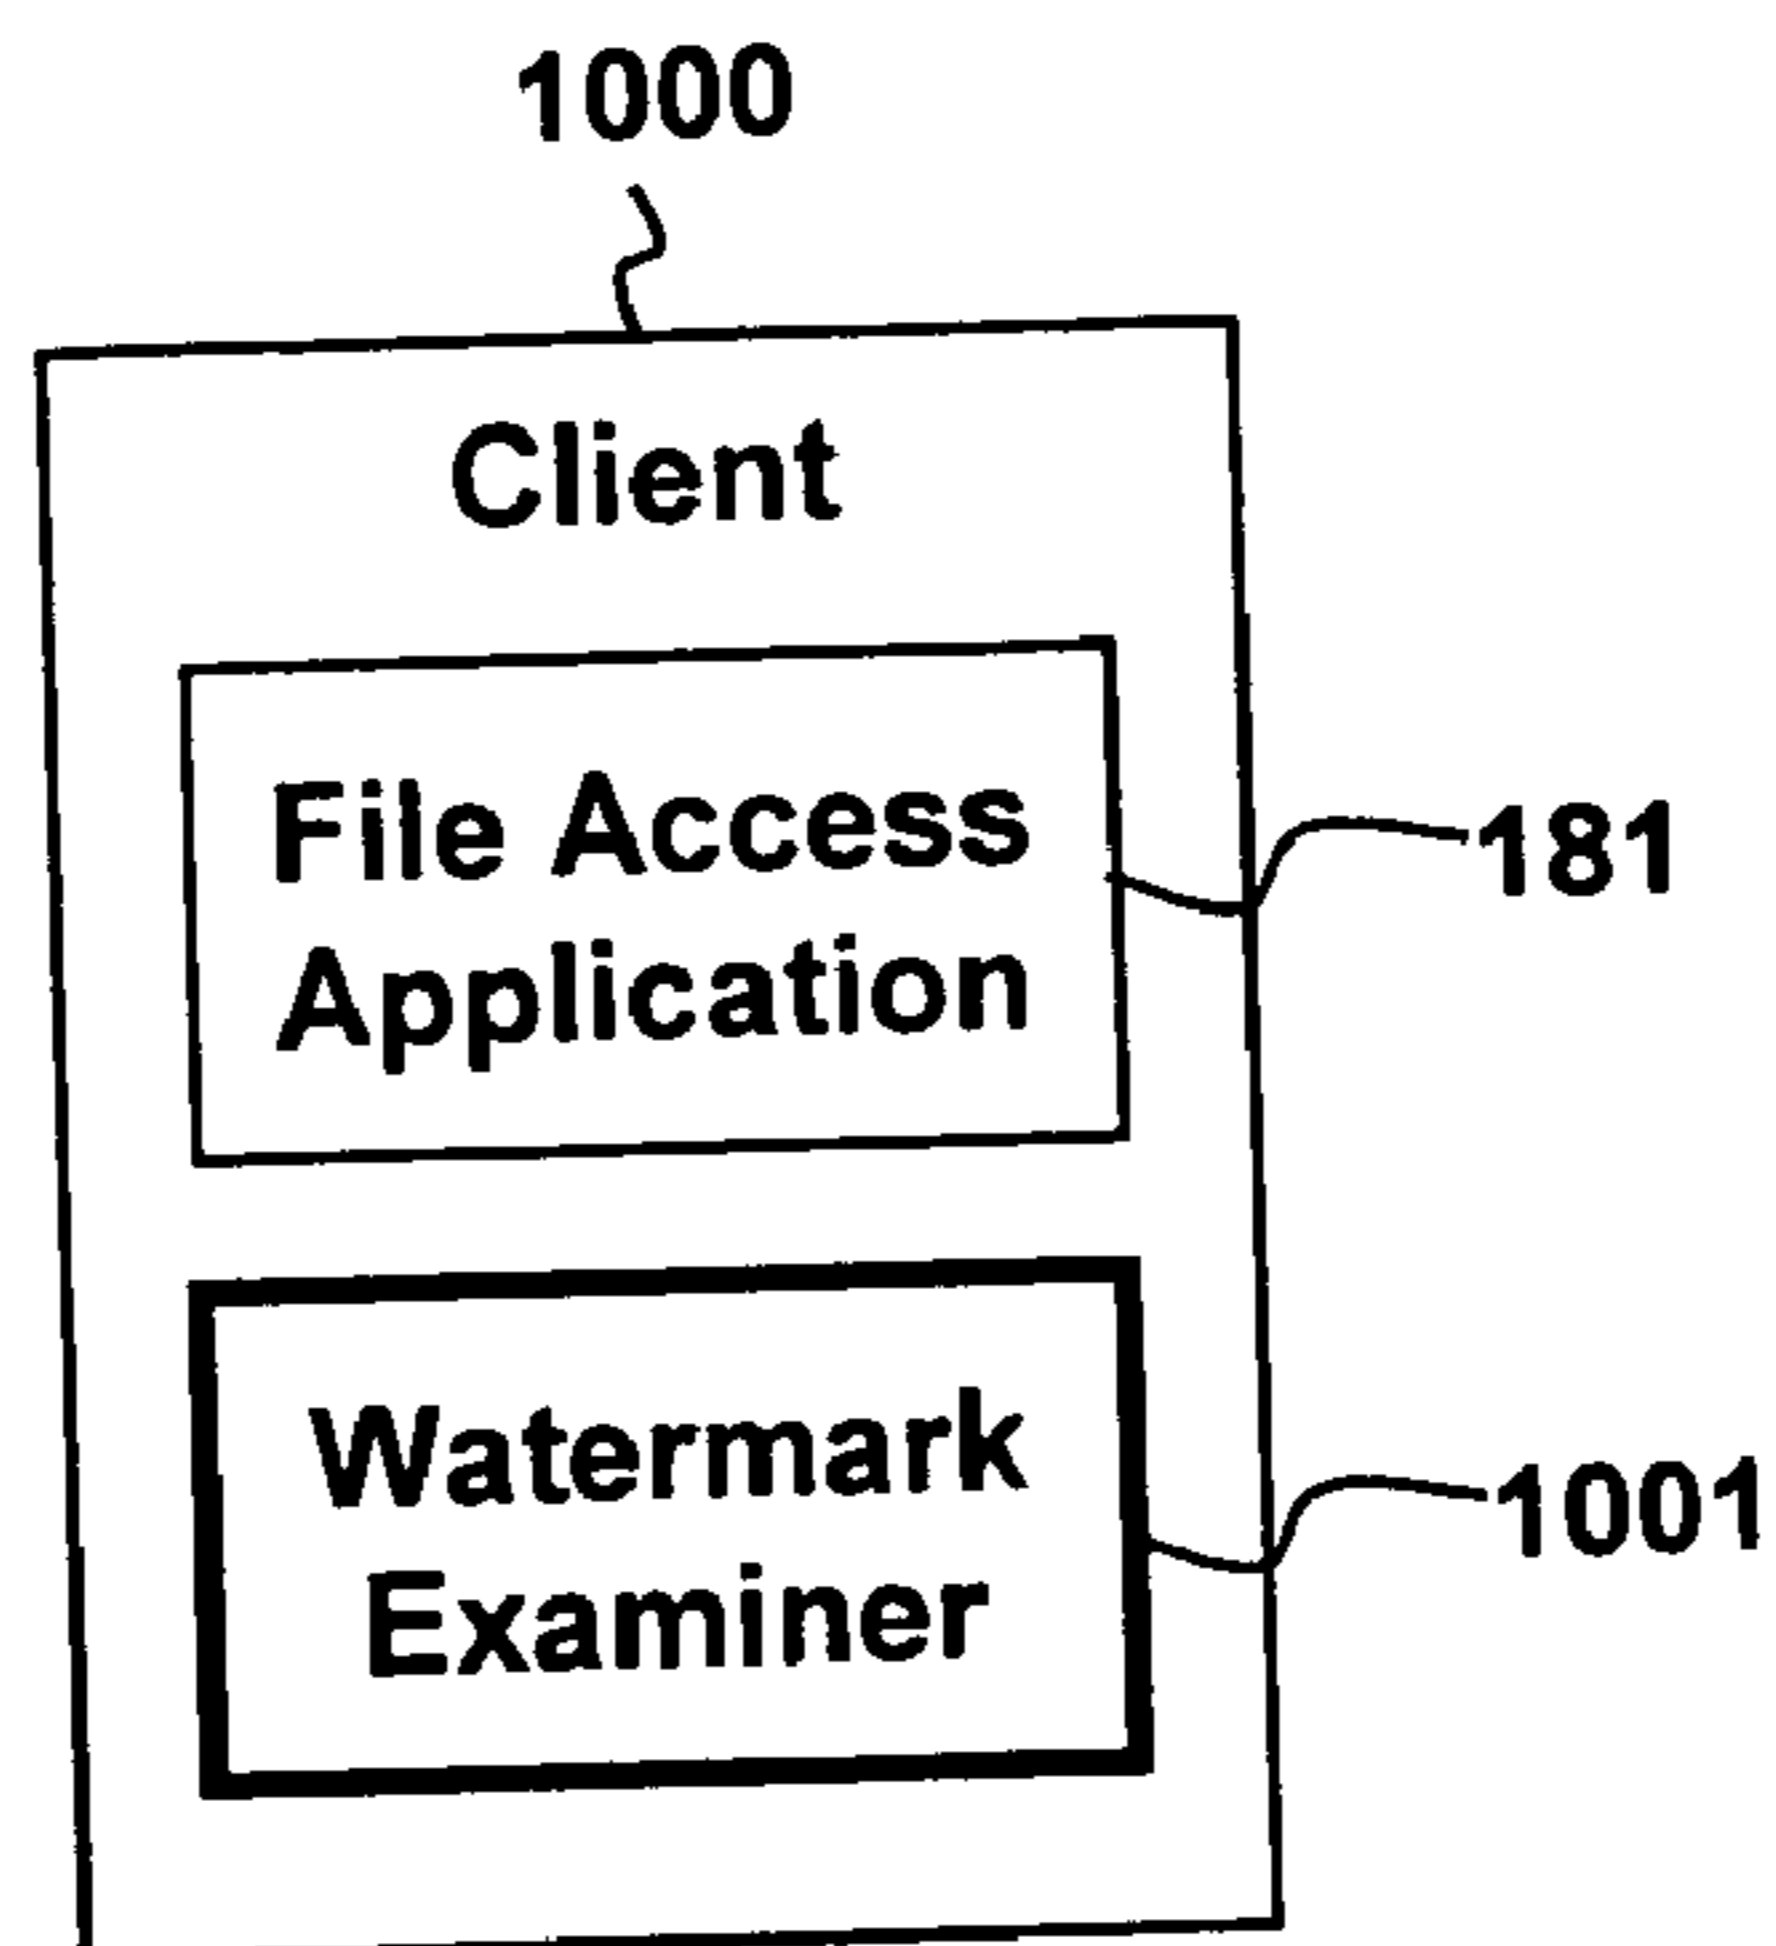 1000
Client
File Access
Application
181
Watermark
Examiner
1001